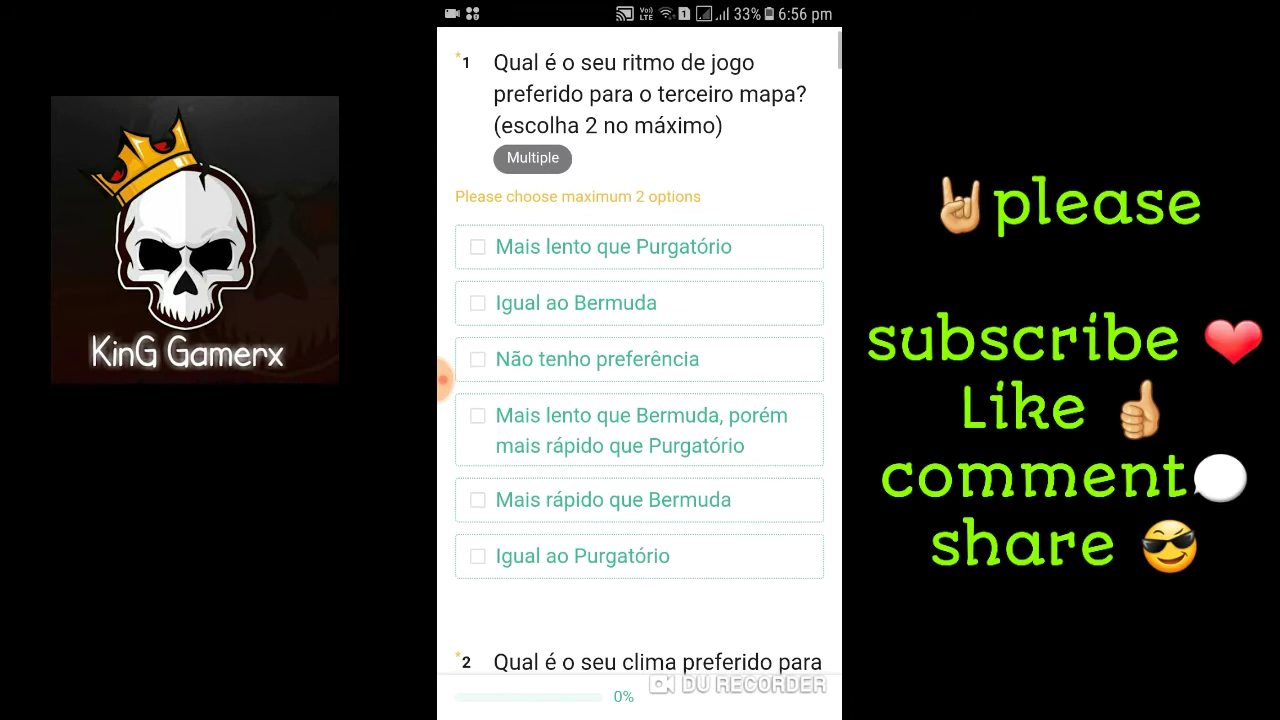 VoLTE 1 33% 6:56 pm
*1 Qual é o seu ritmo de jogo
preferido para o terceiro mapa?
(escolha 2 no máximo)
Multiple
Please choose maximum 2 options
Mais lento que Purgatório
Igual ao Bermuda
Não tenho preferência
Mais lento que Bermuda, porém
mais rápido que Purgatório
Mais rápido que Bermuda
Igual ao Purgatório
*2 Qual é o seu clima preferido para
0%
DU RECORDER
KinG Gamerx
please
subscribe
Like
comment
share